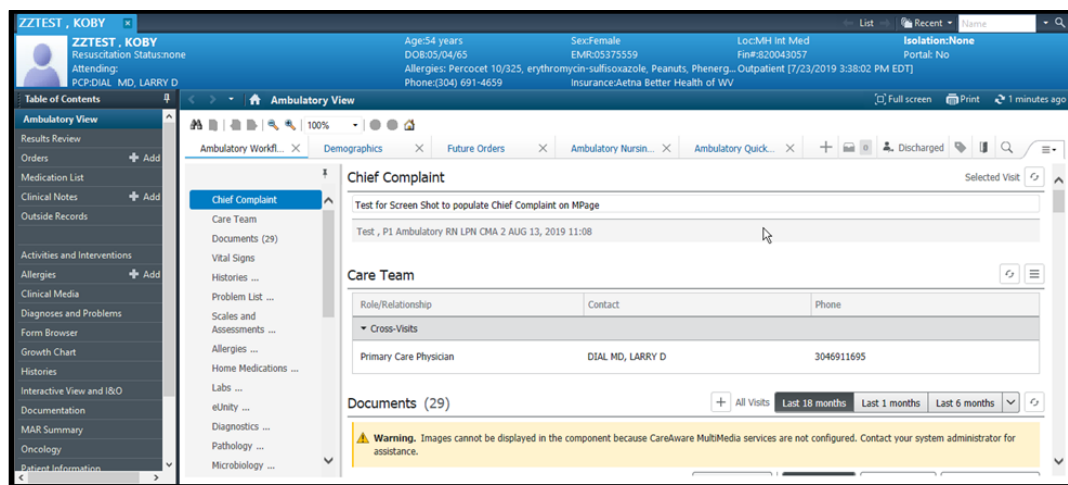 ZZTEST , KOBY
List
Recent
Name
ZZTEST , KOBY
Age:54 years
Sex:Female
Loc:MH Int Med
Isolation:None
Resuscitation Status:none
DOB:05/04/65
EMR:05375559
Fin#:820043057
Portal: No
Attending:
Allergies: Percocet 10/325, erythromycin-sulfisoxazole, Peanuts, Phenerg...
Outpatient [7/23/2019 3:38:02 PM EDT]
PCP:DIAL MD, LARRY D
Phone:(304) 691-4659
Insurance:Aetna Better Health of WV
Table of Contents
Ambulatory View
Full screen
Print
1 minutes ago
Ambulatory View
Results Review
Orders
Add
Medication List
Clinical Notes
Add
Outside Records
Activities and Interventions
Allergies
Add
Clinical Media
Diagnoses and Problems
Form Browser
Growth Chart
Histories
Interactive View and I&O
Documentation
MAR Summary
Oncology
Patient Information
100%
Ambulatory Workfl...
Demographics
Future Orders
Ambulatory Nursin...
Ambulatory Quick...
0
Discharged
Chief Complaint
Care Team
Documents (29)
Vital Signs
Histories ...
Problem List ...
Scales and
Assessments ...
Allergies ...
Home Medications ...
Labs ...
eUnity ...
Diagnostics ...
Pathology ...
Microbiology ...
Chief Complaint
Selected Visit
Test for Screen Shot to populate Chief Complaint on MPage
Test , P1 Ambulatory RN LPN CMA 2 AUG 13, 2019 11:08
Care Team
Role/Relationship
Contact
Phone
Cross-Visits
Primary Care Physician
DIAL MD, LARRY D
3046911695
Documents (29)
All Visits
Last 18 months
Last 1 months
Last 6 months
Warning. Images cannot be displayed in the component because CareAware MultiMedia services are not configured. Contact your system administrator for
assistance.